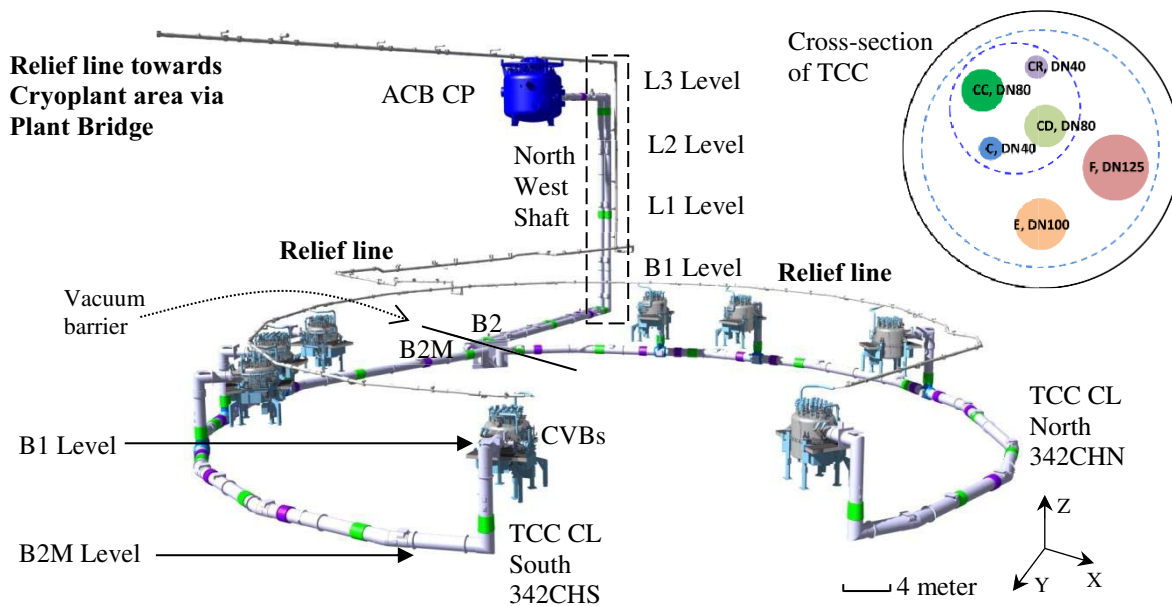 Relief line towards
Cryoplant area via
Plant Bridge
ACB CP
North
West
Shaft
L3 Level
L2 Level
L1 Level
B1 Level
Cross-section
of TCC
CR, DN40
CC, DN80
CD, DN80
C, DN40
F, DN125
E, DN100
Relief line
Relief line
Vacuum
barrier
B2
B2M
B1 Level
CVBs
TCC CL
North
342CHN
B2M Level
TCC CL
South
342CHS
4 meter
Z
Y
X